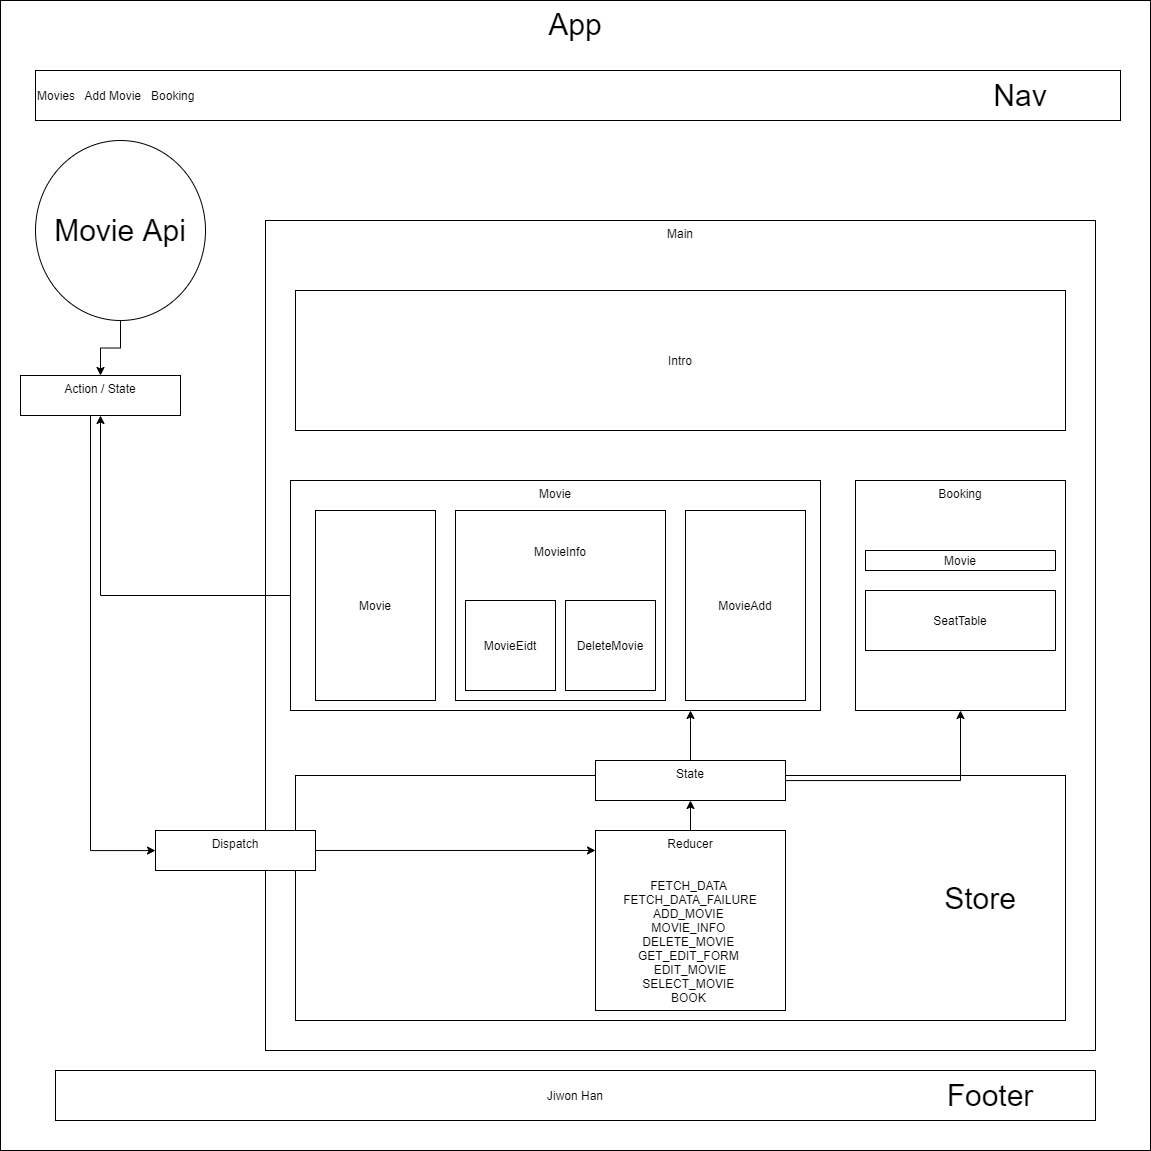 App
Movies Add Movie Booking
Nav
Movie Api
Main
Intro
Action / State
Movie
Booking
Movie
MovieInfo
MovieEidt
DeleteMovie
MovieAdd
Movie
SeatTable
State
Dispatch
Reducer
FETCH_DATA
FETCH_DATA_FAILURE
ADD_MOVIE
MOVIE_INFO
DELETE_MOVIE
GET_EDIT_FORM
EDIT_MOVIE
SELECT_MOVIE
BOOK
Store
Jiwon Han
Footer